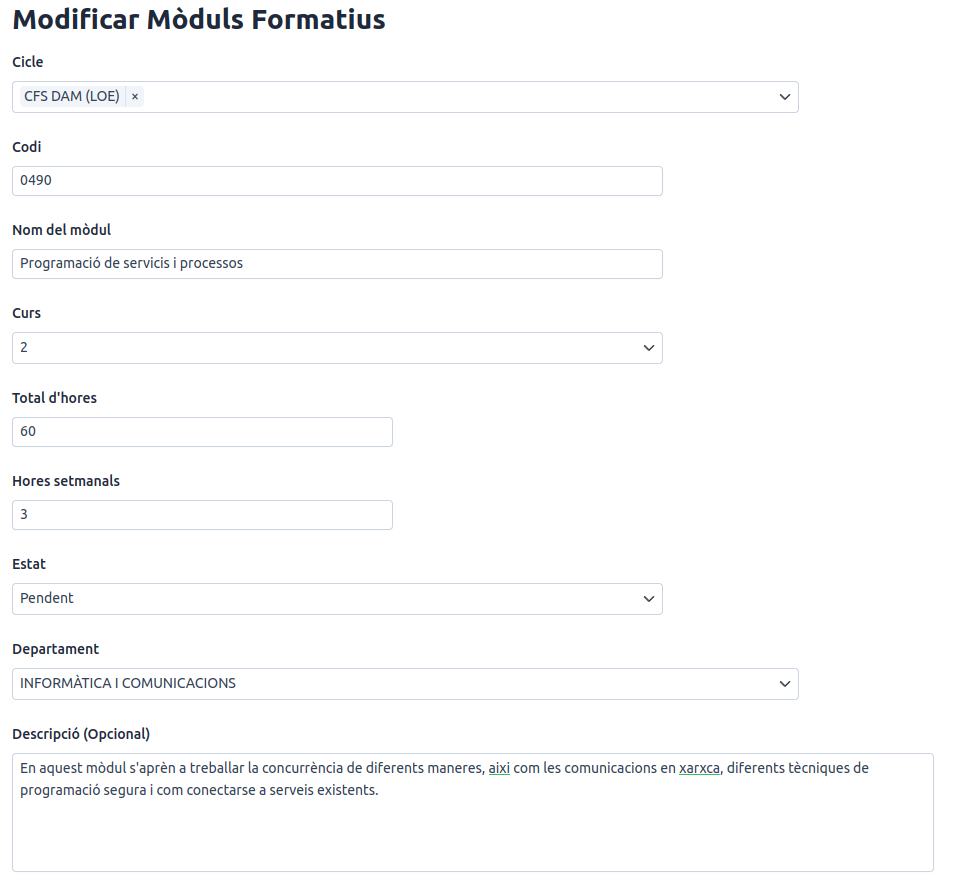 Modificar Mòduls Formatius
Cicle
CFS DAM (LOE) ×
Codi
0490
Nom del mòdul
Programació de servicis i processos
Curs
2
Total d'hores
60
Hores setmanals
3
Estat
Pendent
Departament
INFORMÀTICA I COMUNICACIONS
Descripció (Opcional)
En aquest mòdul s'aprèn a treballar la concurrència de diferents maneres, aixi com les comunicacions en xarxca, diferents tècniques de
programació segura i com conectarse a serveis existents.